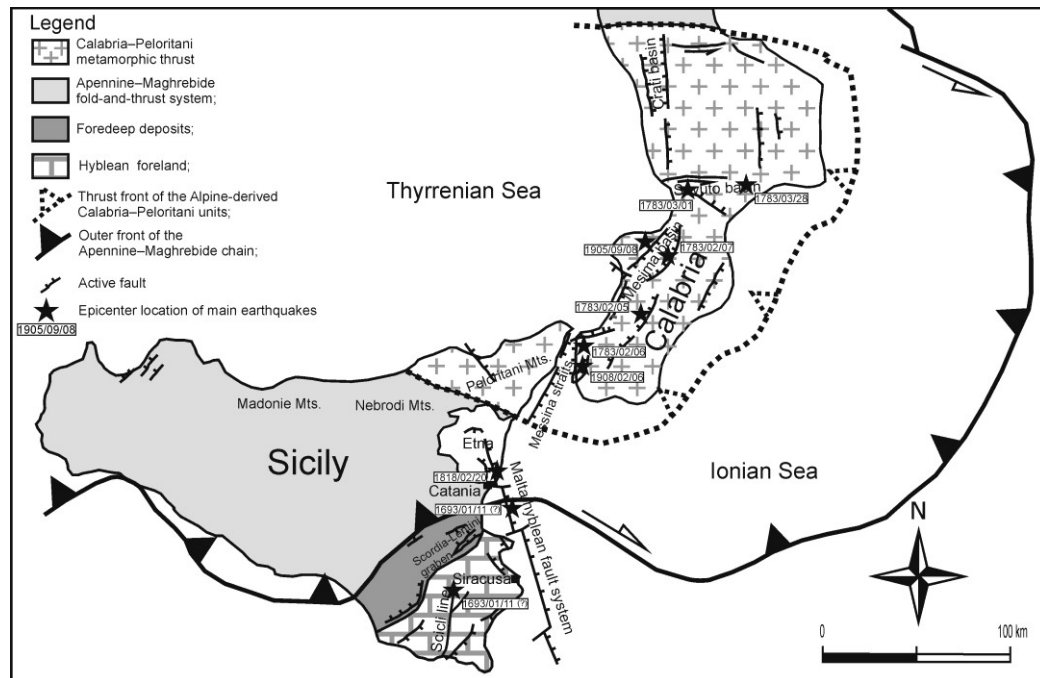 Legend
Calabria–Peloritani
metamorphic thrust
Apennine–Maghrebide
fold-and-thrust system;
Foredeep deposits;
Hyblean foreland;
Thrust front of the Alpine-derived
Calabria–Peloritani units;
Outer front of the
Apennine–Maghrebide chain;
Active fault
Epicenter location of main earthquakes
1905/09/08
Thyrrenian Sea
Crati basin
basin
1783/03/01
1783/03/28
1905/09/08
1783/02/07
Mesima basin
Calabria
1783/02/05
1783/02/06
1908/02/06
Peloritani Mts.
Messina straits
Madonie Mts.
Nebrodi Mts.
Sicily
Etna
1818/02/20
Catania
1693/01/11 (?)
Malta hyblean fault system
Ionian Sea
Scordia-Lentini
graben
Siracusa
1693/01/11 (?)
Scicli line
N
0
100 km